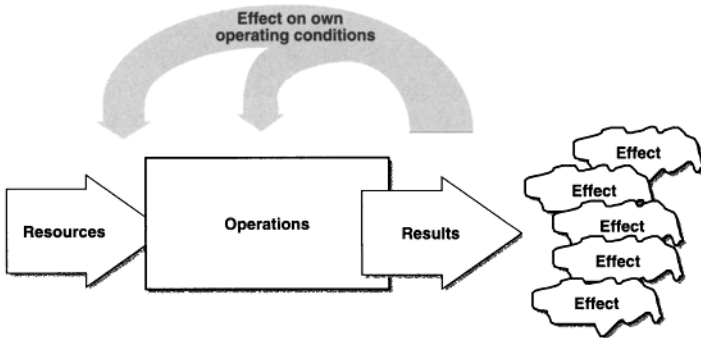 Effect on own
operating conditions
Effect
Effect
Resources
Operations
Results
Effect
Effect
Effect